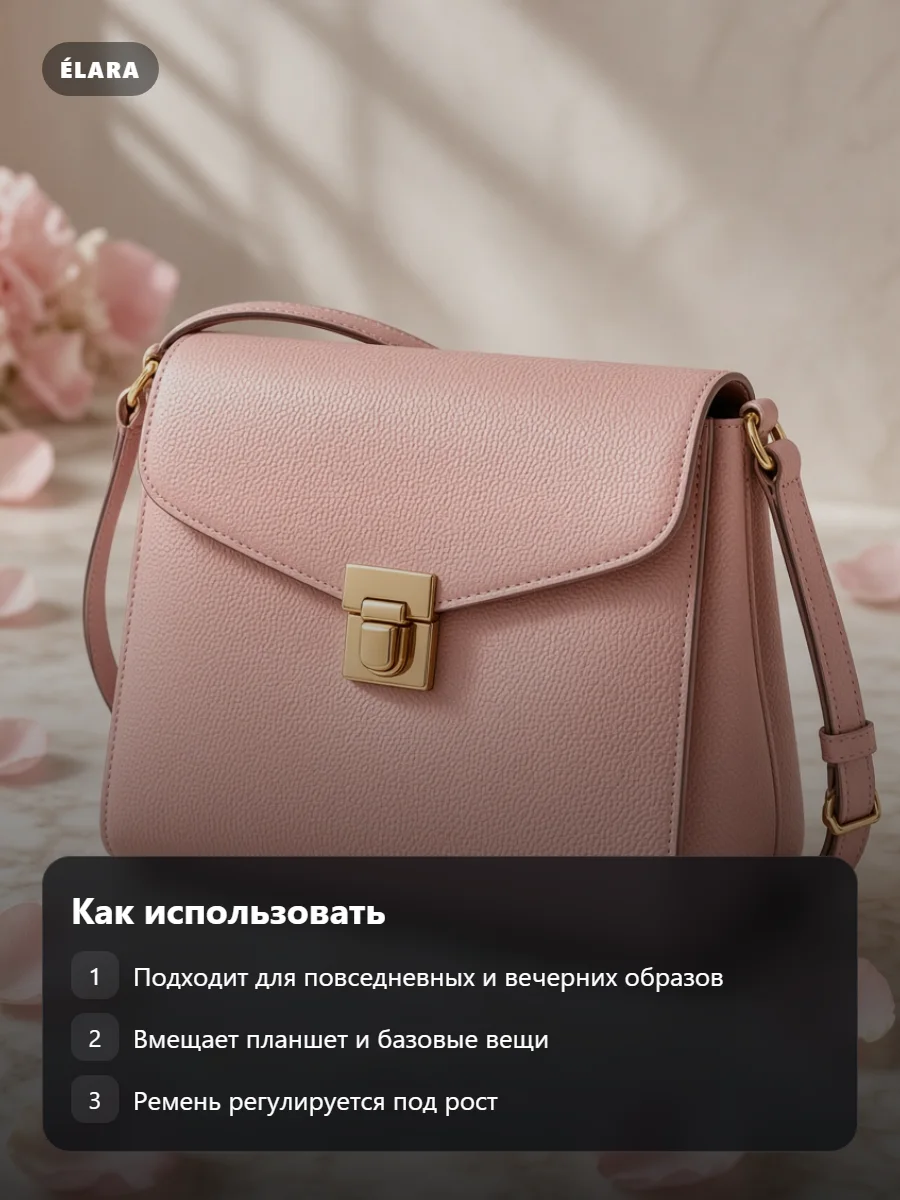 ÉLARA
Как использовать
1 Подходит для повседневных и вечерних образов
2 Вмещает планшет и базовые вещи
3 Ремень регулируется под рост